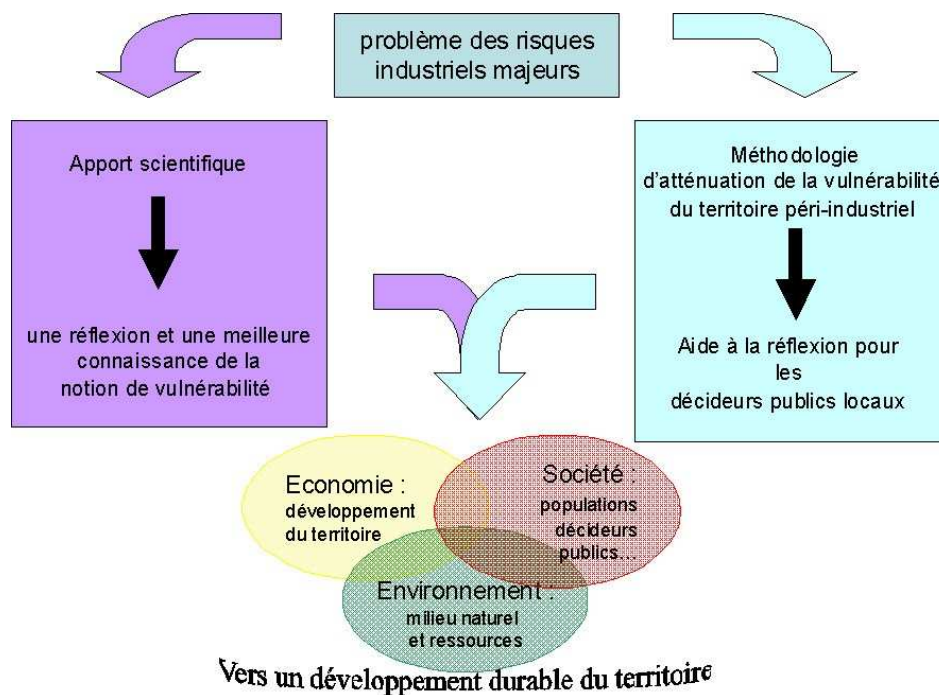 problème des risques
industriels majeurs
Apport scientifique
une réflexion et une meilleure
connaissance de la
notion de vulnérabilité
Méthodologie
d'atténuation de la vulnérabilité
du territoire péri-industriel
Aide à la réflexion pour
les
décideurs publics locaux
Economie :
développement
du territoire
Société :
populations
décideurs
publics...
Environnement :
milieu naturel
et ressources
Vers un développement durable du territoire